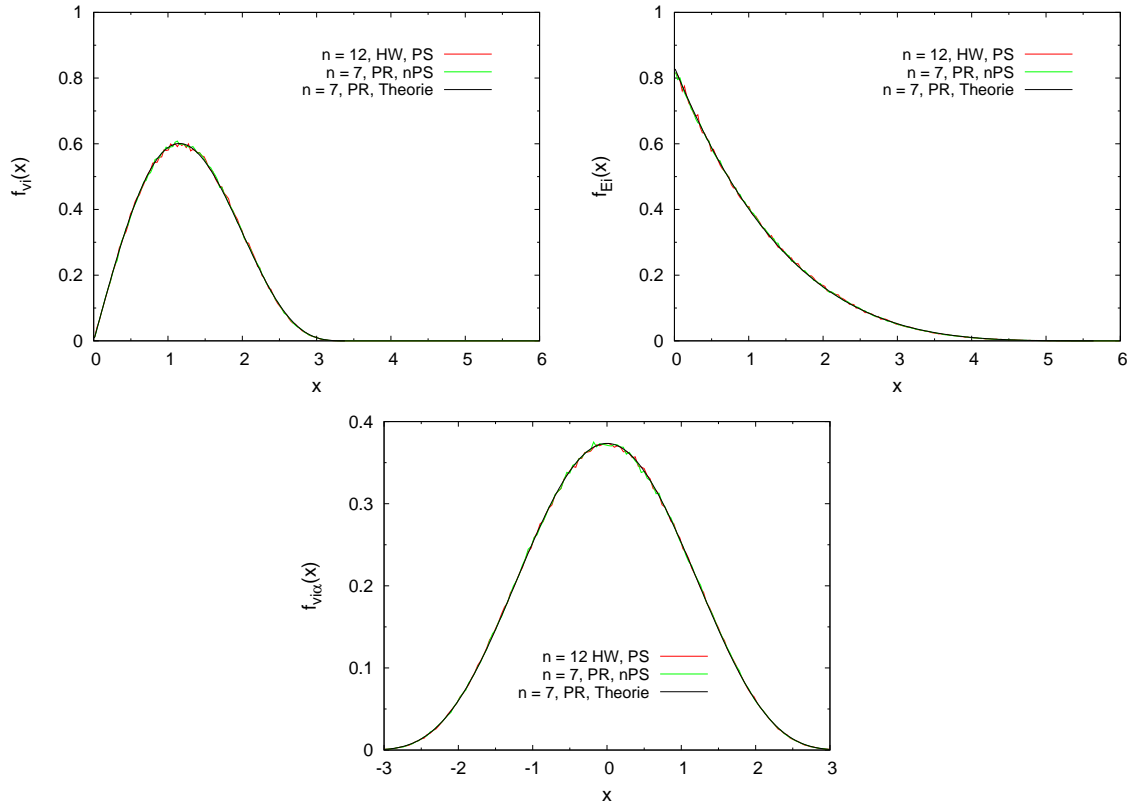 f_vi(x)
1
0.8
0.6
0.4
0.2
0
0 1 2 3 4 5 6
x
n = 12, HW, PS
n = 7, PR, nPS
n = 7, PR, Theorie
f_Ei(x)
1
0.8
0.6
0.4
0.2
0
0 1 2 3 4 5 6
x
n = 12, HW, PS
n = 7, PR, nPS
n = 7, PR, Theorie
f_viα(x)
0.4
0.3
0.2
0.1
0
-3 -2 -1 0 1 2 3
x
n = 12 HW, PS
n = 7, PR, nPS
n = 7, PR, Theorie